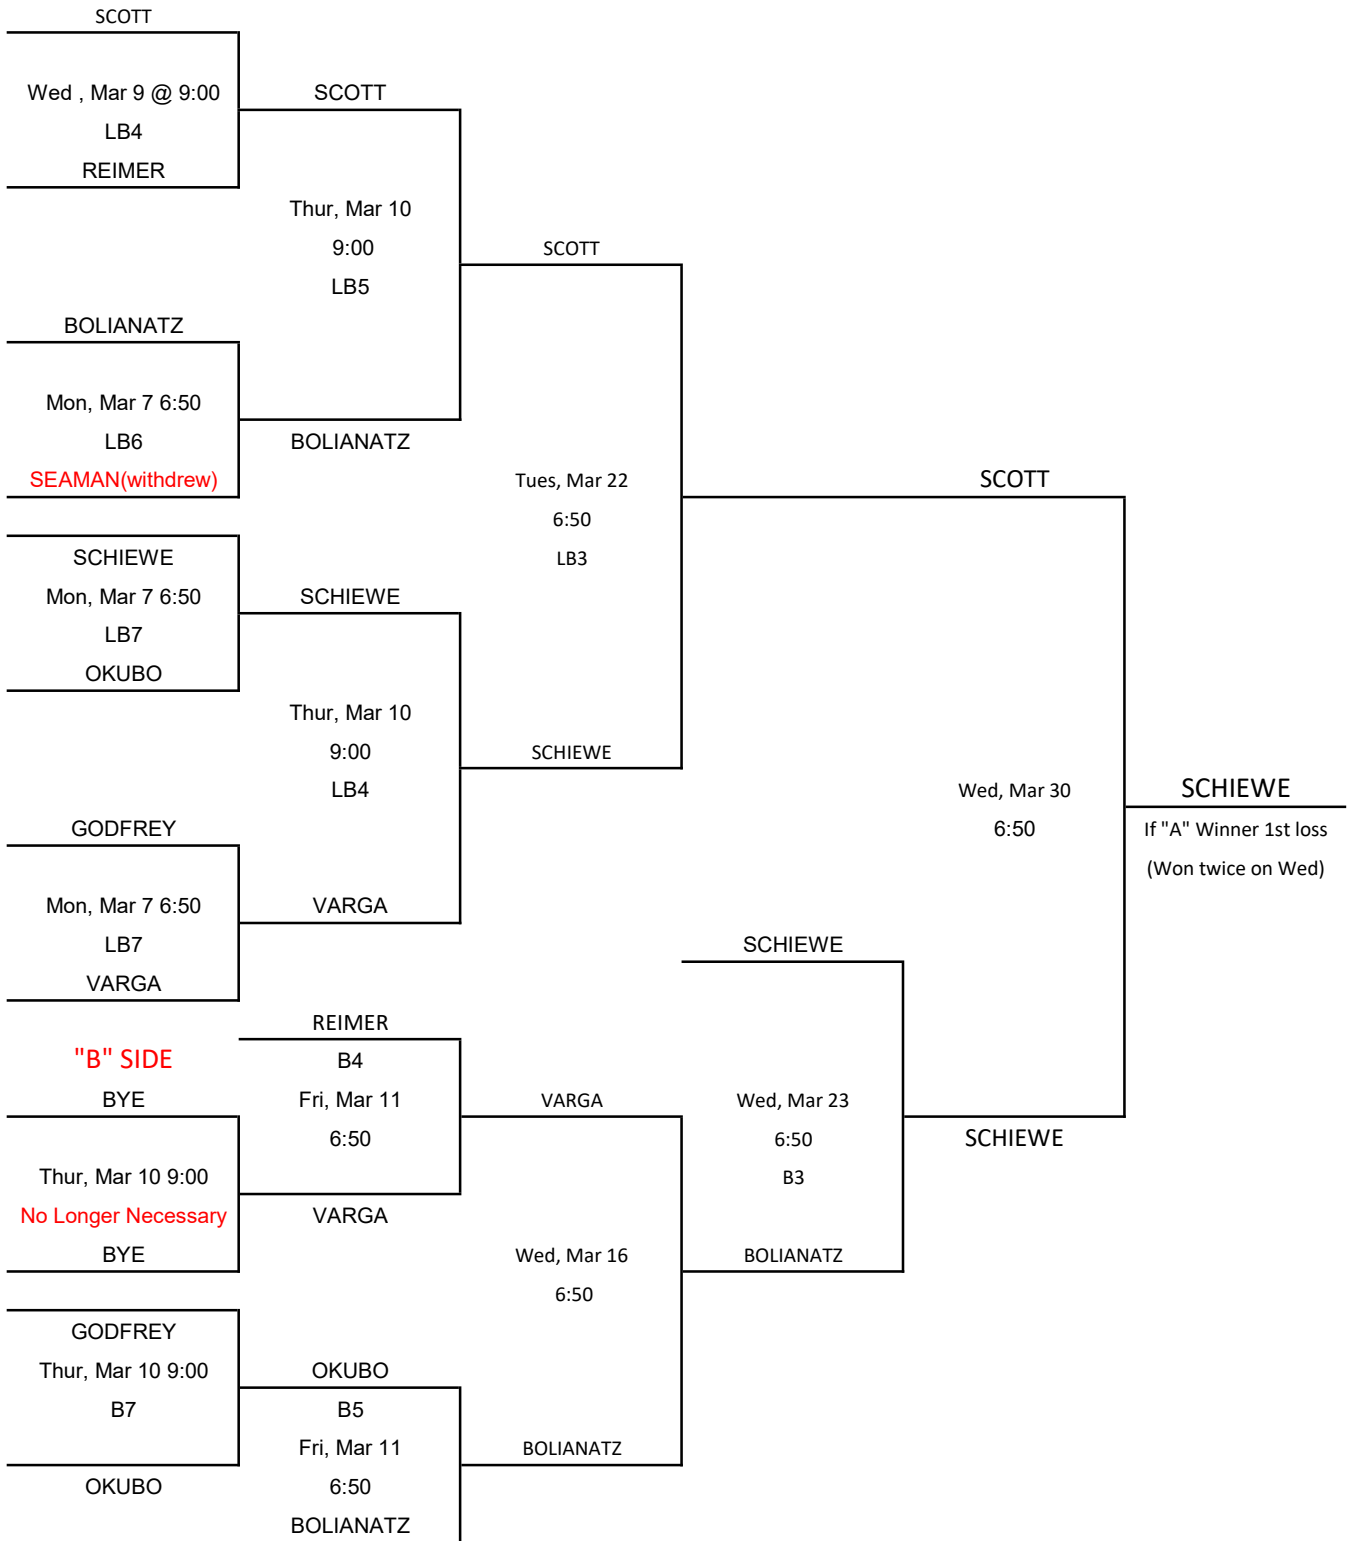 SCOTT
Wed , Mar 9 @ 9:00
SCOTT
LB4
REIMER
Thur, Mar 10
9:00
SCOTT
LB5
BOLIANATZ
Mon, Mar 7 6:50
LB6
BOLIANATZ
SEAMAN(withdrew)
Tues, Mar 22
SCOTT
6:50
SCHIEWE
LB3
Mon, Mar 7 6:50
SCHIEWE
LB7
OKUBO
Thur, Mar 10
9:00
SCHIEWE
LB4
Wed, Mar 30
SCHIEWE
GODFREY
6:50
If "A" Winner 1st loss
(Won twice on Wed)
Mon, Mar 7 6:50
VARGA
LB7
SCHIEWE
VARGA
REIMER
"B" SIDE
B4
BYE
Fri, Mar 11
VARGA
Wed, Mar 23
6:50
6:50
SCHIEWE
Thur, Mar 10 9:00
B3
No Longer Necessary
VARGA
BYE
Wed, Mar 16
BOLIANATZ
6:50
GODFREY
Thur, Mar 10 9:00
OKUBO
B7
B5
Fri, Mar 11
BOLIANATZ
OKUBO
6:50
BOLIANATZ